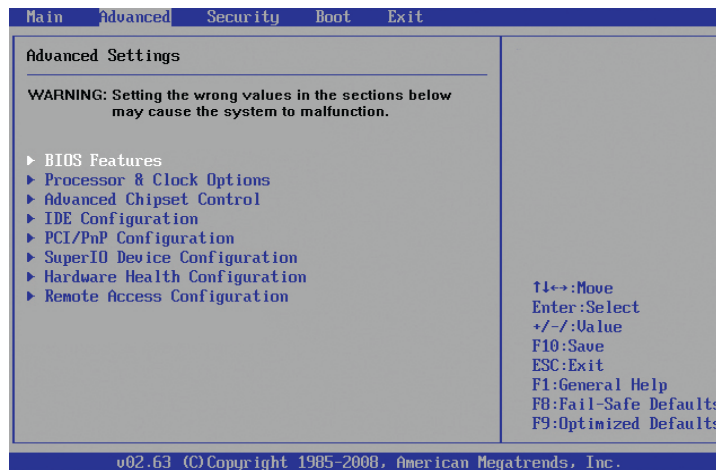 Main Advanced Security Boot Exit
Advanced Settings
WARNING: Setting the wrong values in the sections below
may cause the system to malfunction.
▶ BIOS Features
▶ Processor & Clock Options
▶ Advanced Chipset Control
▶ IDE Configuration
▶ PCI/PnP Configuration
▶ SuperIO Device Configuration
▶ Hardware Health Configuration
▶ Remote Access Configuration
↑↓←→:Move
Enter:Select
+/-/:Value
F10:Save
ESC:Exit
F1:General Help
F8:Fail-Safe Defaults
F9:Optimized Defaults
v02.63 (C)Copyright 1985-2008, American Megatrends, Inc.